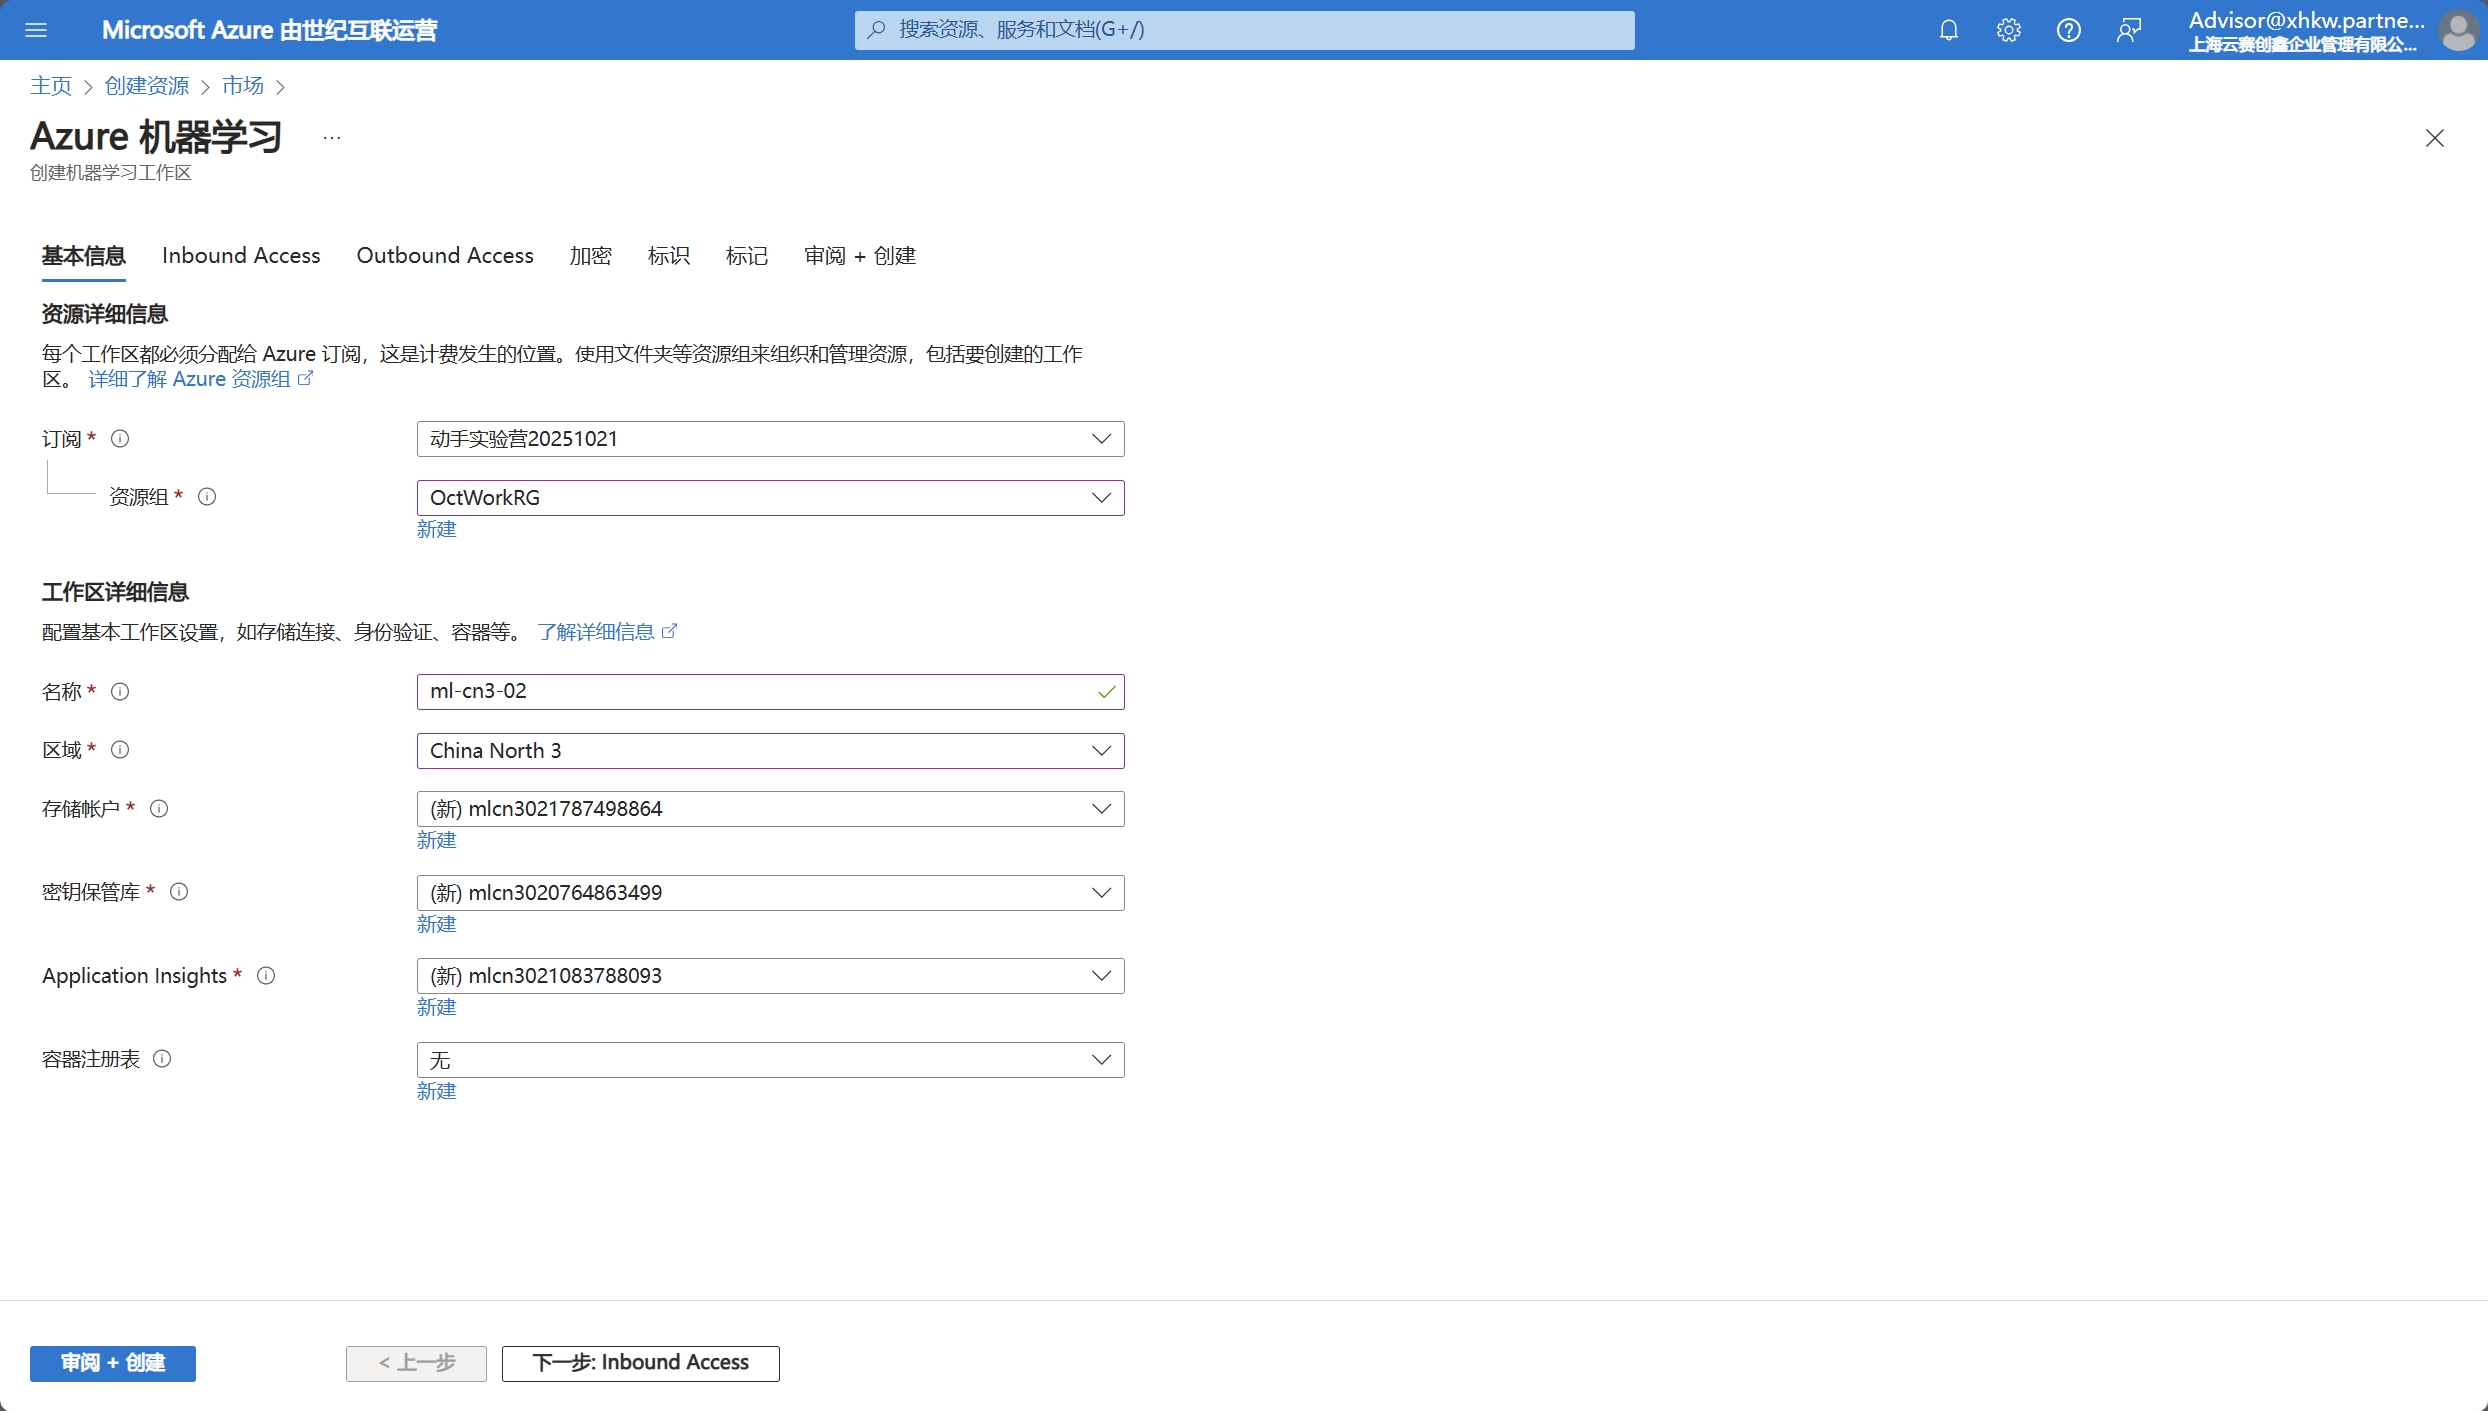 Microsoft Azure 由世纪互联运营
搜索资源、服务和文档(G+/)
Advisor@xhkw.partne...
上海云赛创鑫企业管理有限公...
主页 > 创建资源 > 市场 >
Azure 机器学习 ...
创建机器学习工作区
基本信息 Inbound Access Outbound Access 加密 标识 标记 审阅 + 创建
资源详细信息
每个工作区都必须分配给 Azure 订阅，这是计费发生的位置。使用文件夹等资源组来组织和管理资源，包括要创建的工作
区。 详细了解 Azure 资源组
订阅 * 动手实验营20251021
资源组 * OctWorkRG
新建
工作区详细信息
配置基本工作区设置，如存储连接、身份验证、容器等。 了解详细信息
名称 * ml-cn3-02
区域 * China North 3
存储帐户 * (新) mlcn3021787498864
新建
密钥保管库 * (新) mlcn3020764863499
新建
Application Insights * (新) mlcn3021083788093
新建
容器注册表 无
新建
审阅 + 创建 < 上一步 下一步: Inbound Access